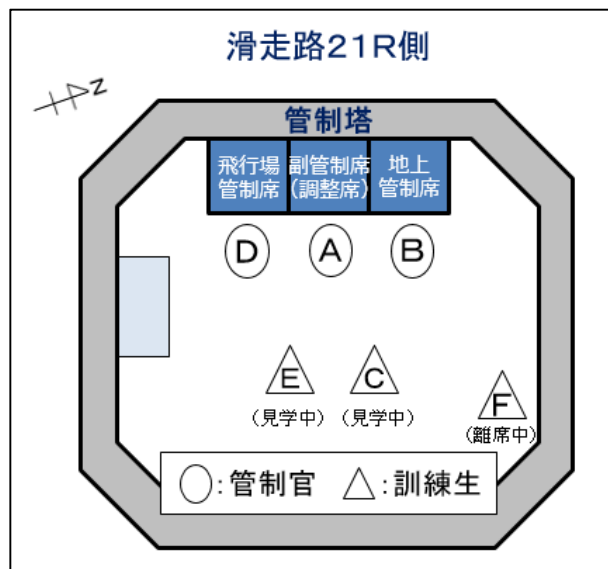 滑走路21R側
N
管制塔
飛行場
管制席
副管制席
(調整席)
地上
管制席
D
A
B
E
(見学中)
C
(見学中)
F
(離席中)
○:管制官 △:訓練生